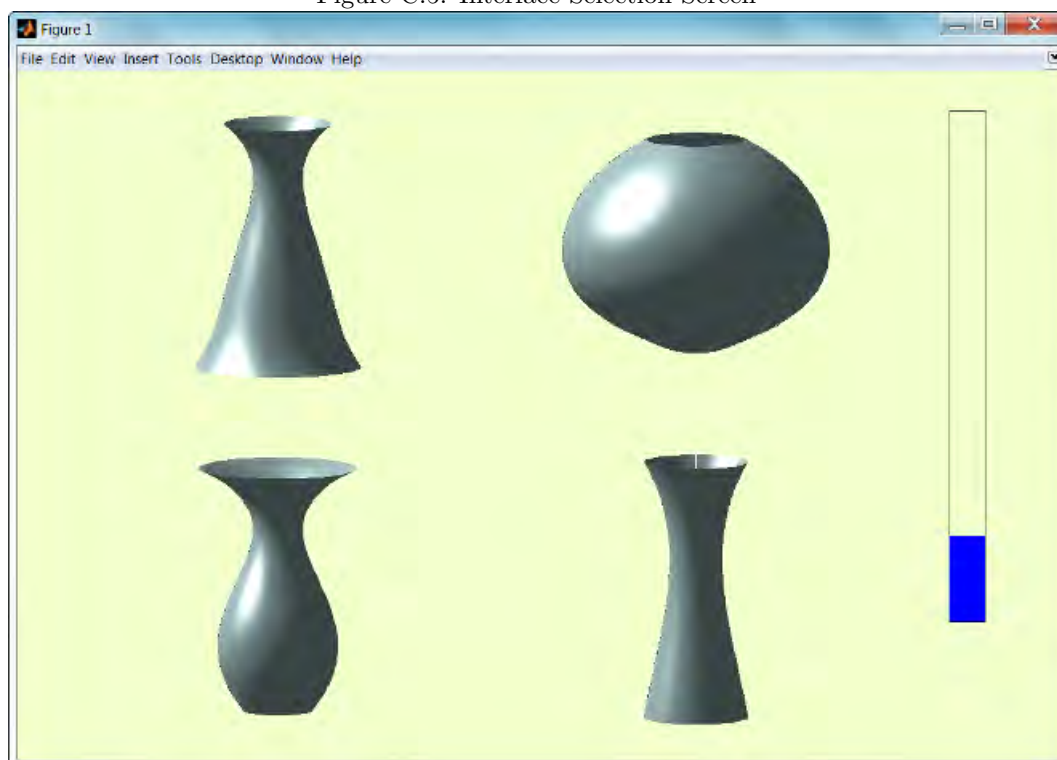 Figure C.3: Interface Selection Screen
Figure 1
File Edit View Insert Tools Desktop Window Help